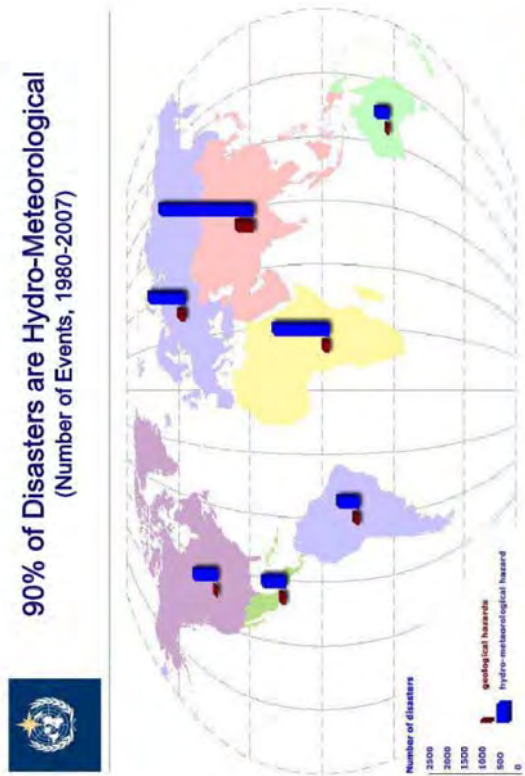 90% of Disasters are Hydro-Meteorological
(Number of Events, 1980-2007)
Number of disasters
2500
2000
1500
1000
500
0
geological hazards
hydro-meteorological hazard